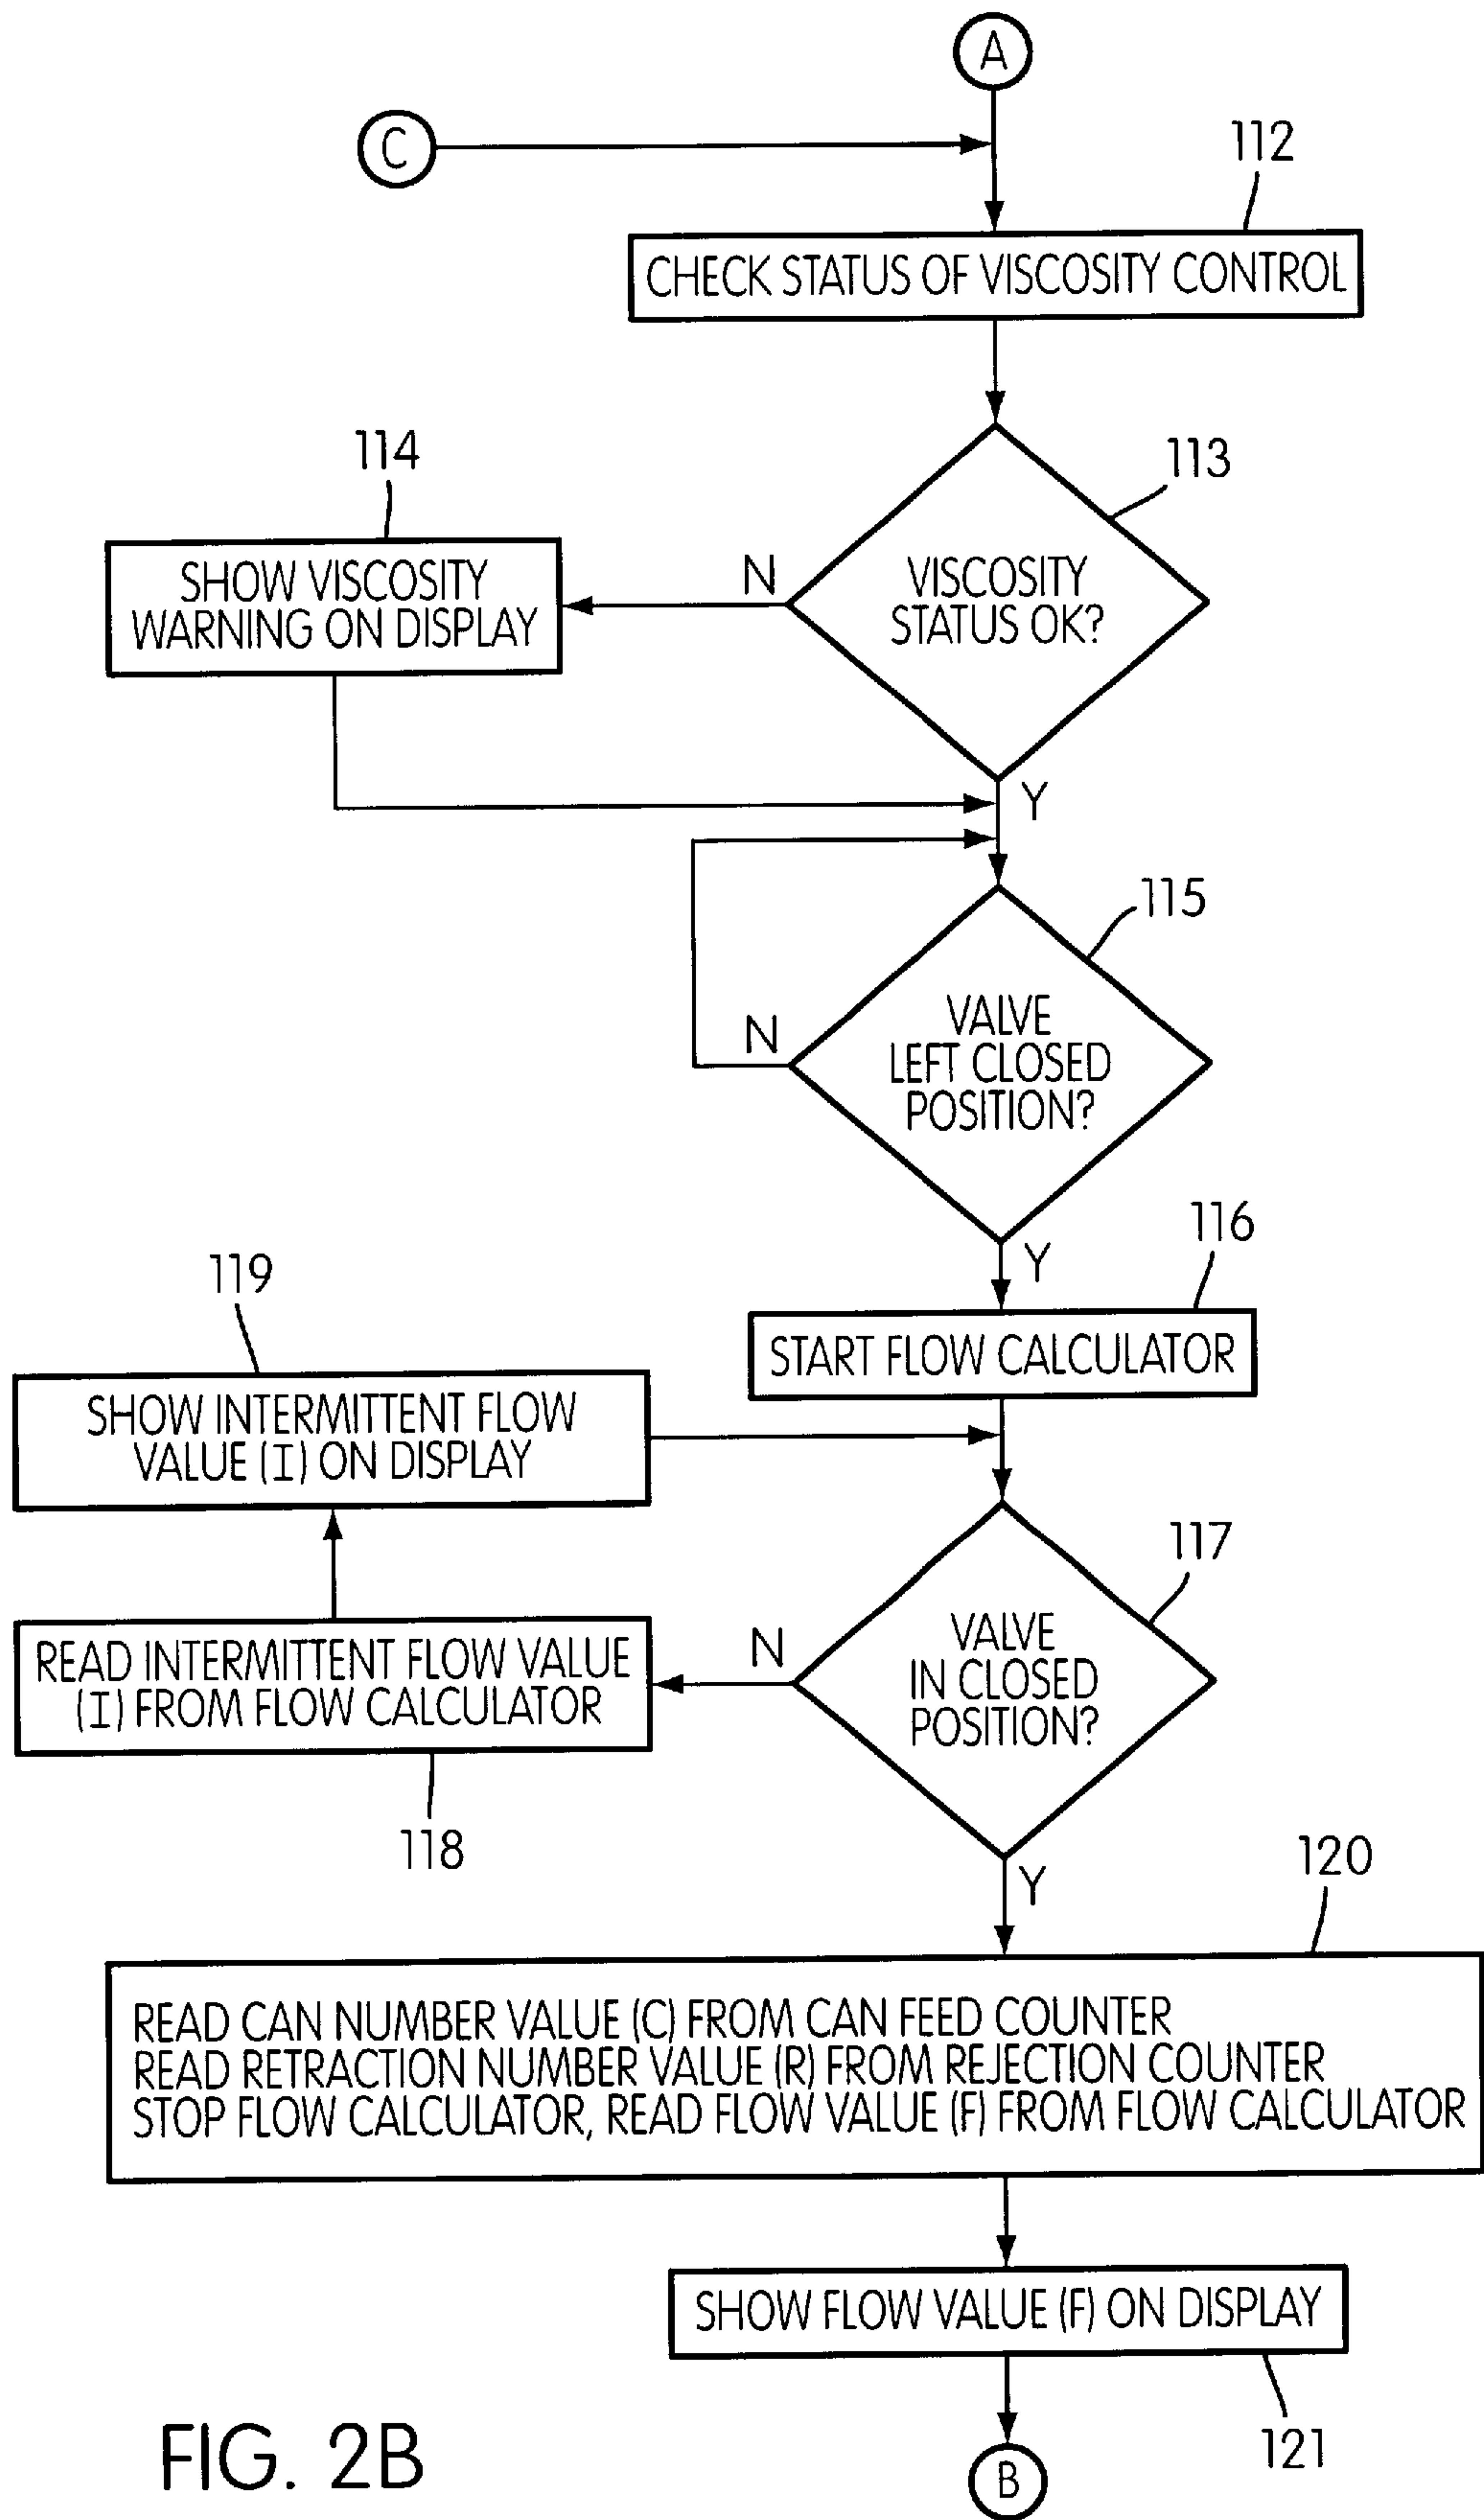 A
C
112
CHECK STATUS OF VISCOSITY CONTROL
113
114
VISCOSITY
STATUS OK?
N
SHOW VISCOSITY
WARNING ON DISPLAY
Y
115
VALVE
LEFT CLOSED
POSITION?
N
Y
116
START FLOW CALCULATOR
119
SHOW INTERMITTENT FLOW
VALUE (I) ON DISPLAY
117
VALVE
IN CLOSED
POSITION?
N
READ INTERMITTENT FLOW VALUE
(I) FROM FLOW CALCULATOR
118
Y
120
READ CAN NUMBER VALUE (C) FROM CAN FEED COUNTER
READ RETRACTION NUMBER VALUE (R) FROM REJECTION COUNTER
STOP FLOW CALCULATOR, READ FLOW VALUE (F) FROM FLOW CALCULATOR
SHOW FLOW VALUE (F) ON DISPLAY
121
B
FIG. 2B